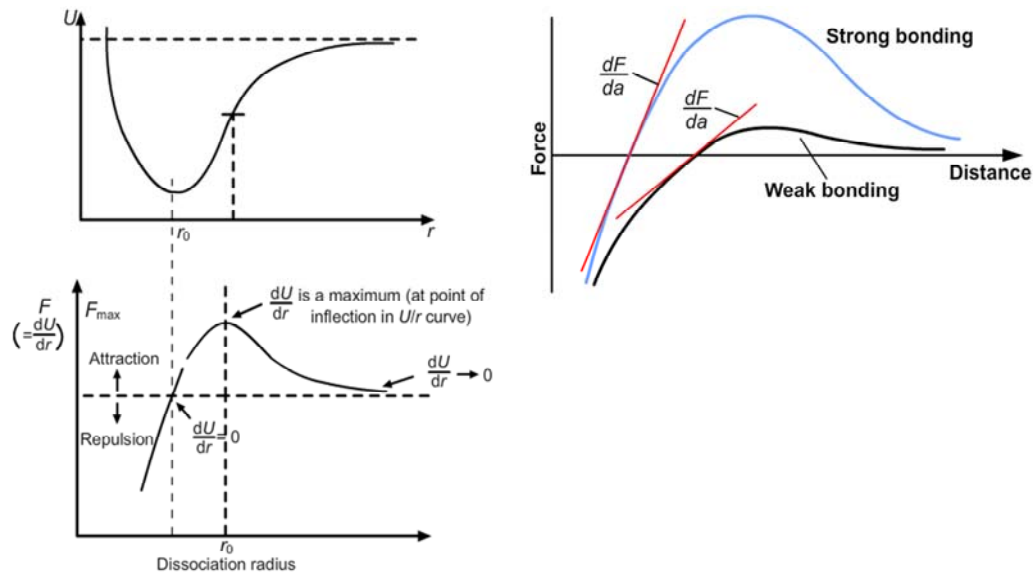 U
r₀
r
F
(=dU/dr)
Fmax
Attraction
Repulsion
dU/dr is a maximum (at point of
inflection in U/r curve)
dU/dr → 0
dU/dr = 0
r₀
Dissociation radius
Force
dF/da
dF/da
Strong bonding
Weak bonding
Distance